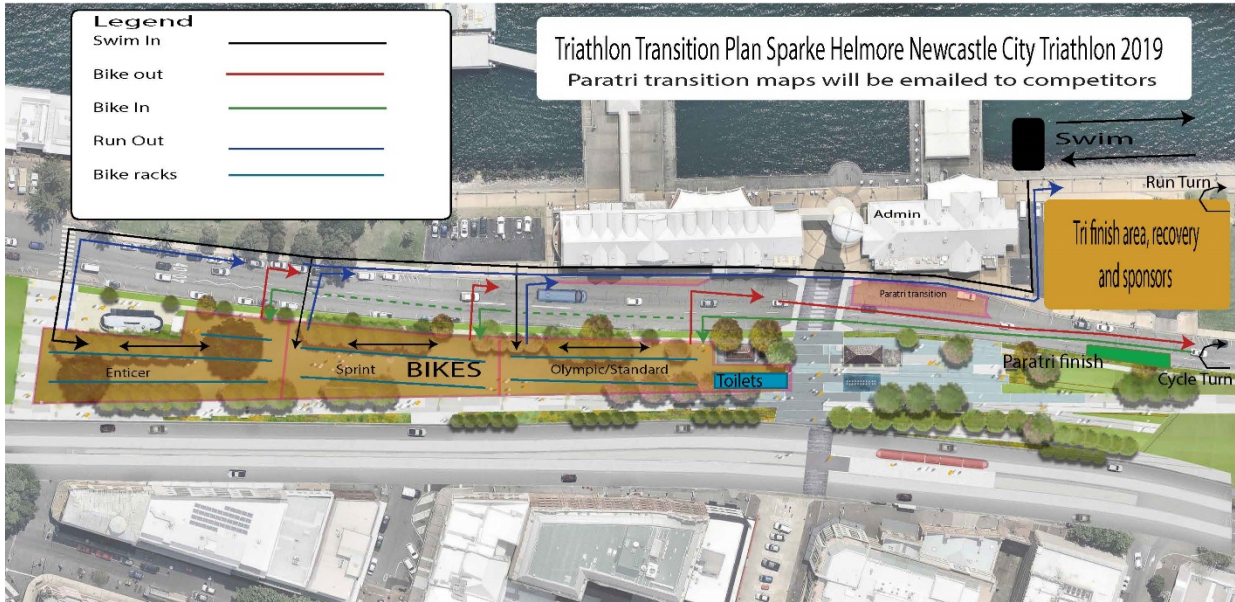 Legend
Swim In
Bike out
Bike In
Run Out
Bike racks
Triathlon Transition Plan Sparke Helmore Newcastle City Triathlon 2019
Paratri transition maps will be emailed to competitors
Swim
Run Turn
Admin
Tri finish area, recovery
and sponsors
Paratri transition
Paratri finish
Cycle Turn
Enticer
Sprint
BIKES
Olympic/Standard
Toilets